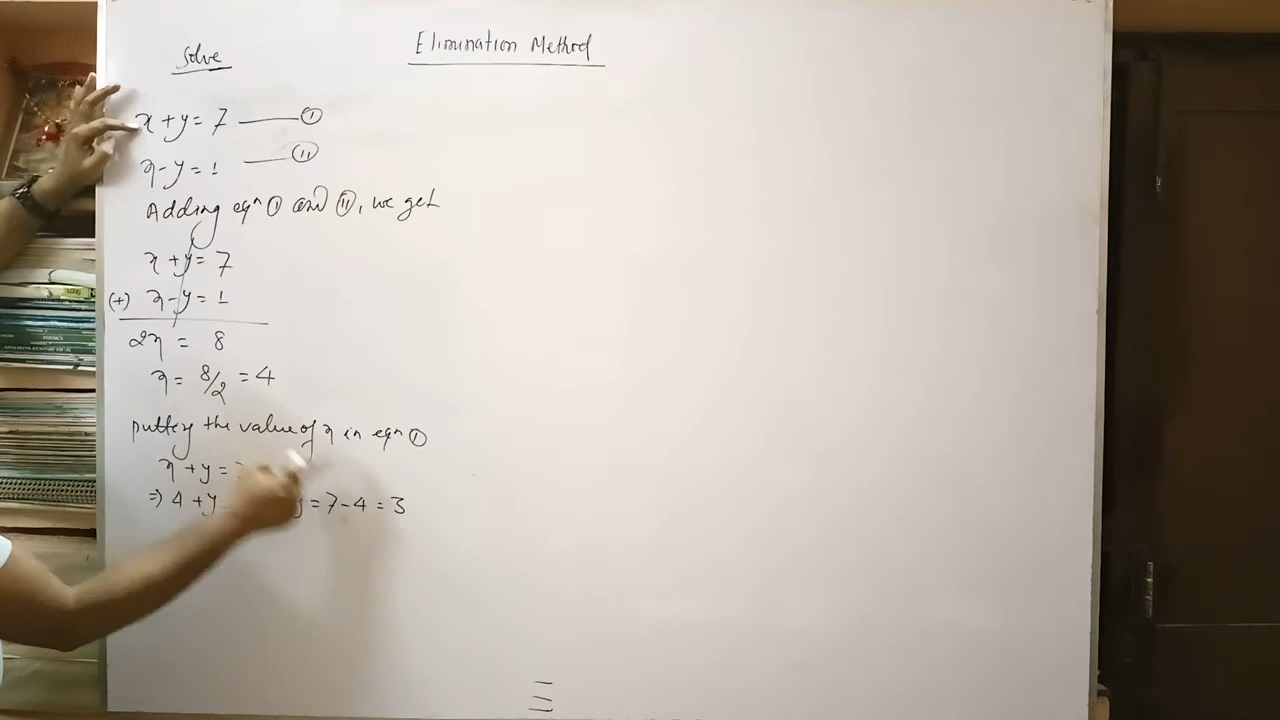 Solve
Elimination Method
x + y = 7 —— (I)
x - y = 1 —— (II)
Adding eqn (I) and (II), we get
x + y = 7
(+) x - y = 1
2x = 8
x = 8/2 = 4
putting the value of x in eqn (I)
x + y =
⇒ 4 + y y = 7 - 4 = 3